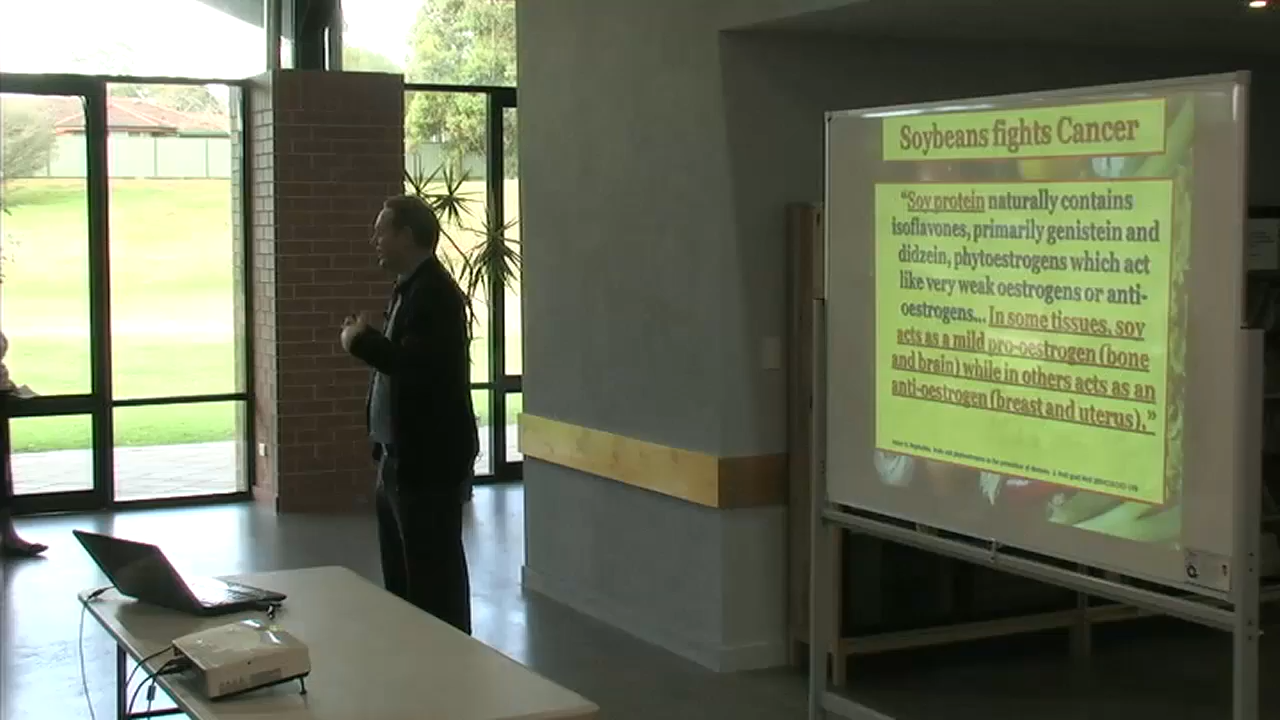 Soybeans fights Cancer
“Soy protein naturally contains
isoflavones, primarily genistein and
didzein, phytoestrogens which act
like very weak oestrogens or anti-
oestrogens... In some tissues, soy
acts as a mild pro-oestrogen (bone
and brain) while in others acts as an
anti-oestrogen (breast and uterus).”